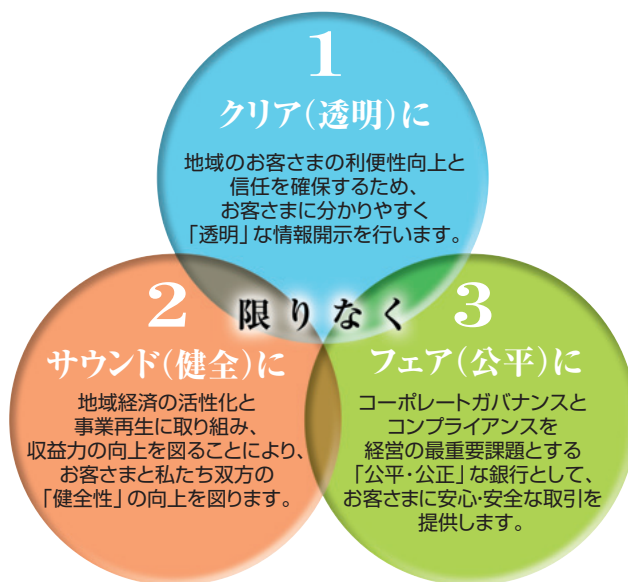 1
クリア(透明)に
地域のお客さまの利便性向上と
信任を確保するため、
お客さまに分かりやすく
「透明」な情報開示を行います。
限りなく
2
サウンド(健全)に
地域経済の活性化と
事業再生に取り組み、
収益力の向上を図ることにより、
お客さまと私たち双方の
「健全性」の向上を図ります。
3
フェア(公平)に
コーポレートガバナンスと
コンプライアンスを
経営の最重要課題とする
「公平・公正」な銀行として、
お客さまに安心・安全な取引を
提供します。